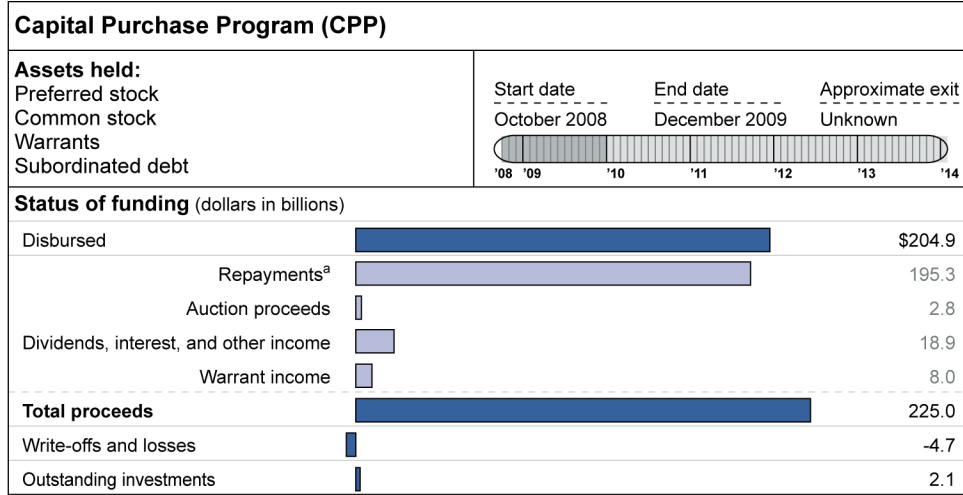 Capital Purchase Program (CPP)
Assets held:
Preferred stock
Common stock
Warrants
Subordinated debt
Start date End date Approximate exit
October 2008 December 2009 Unknown
'08 '09 '10 '11 '12 '13 '14
Status of funding (dollars in billions)
Disbursed $204.9
Repaymentsᵃ 195.3
Auction proceeds 2.8
Dividends, interest, and other income 18.9
Warrant income 8.0
Total proceeds 225.0
Write-offs and losses -4.7
Outstanding investments 2.1